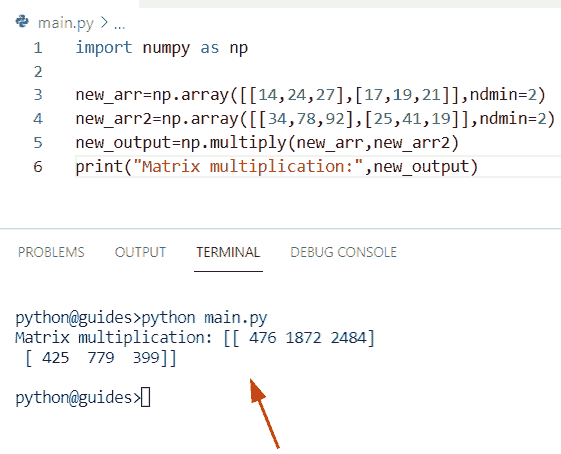 main.py > ...
1 import numpy as np
2
3 new_arr=np.array([[14,24,27],[17,19,21]],ndmin=2)
4 new_arr2=np.array([[34,78,92],[25,41,19]],ndmin=2)
5 new_output=np.multiply(new_arr,new_arr2)
6 print("Matrix multiplication:",new_output)
PROBLEMS OUTPUT TERMINAL DEBUG CONSOLE
python@guides>python main.py
Matrix multiplication: [[ 476 1872 2484]
 [ 425  779  399]]
python@guides>